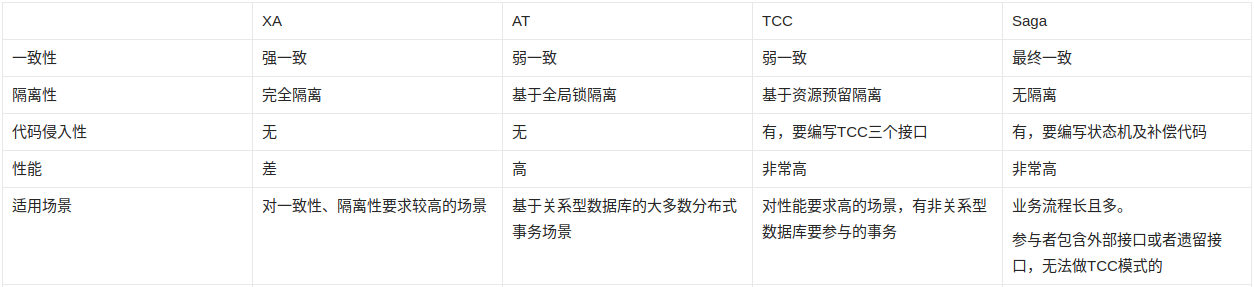 XA AT TCC Saga
一致性 强一致 弱一致 弱一致 最终一致
隔离性 完全隔离 基于全局锁隔离 基于资源预留隔离 无隔离
代码侵入性 无 无 有，要编写TCC三个接口 有，要编写状态机及补偿代码
性能 差 高 非常高 非常高
适用场景 对一致性、隔离性要求较高的场景 基于关系型数据库的大多数分布式 对性能要求高的场景，有非关系型 业务流程长且多。
事务场景 数据库要参与的事务
参与者包含外部接口或者遗留接
口，无法做TCC模式的